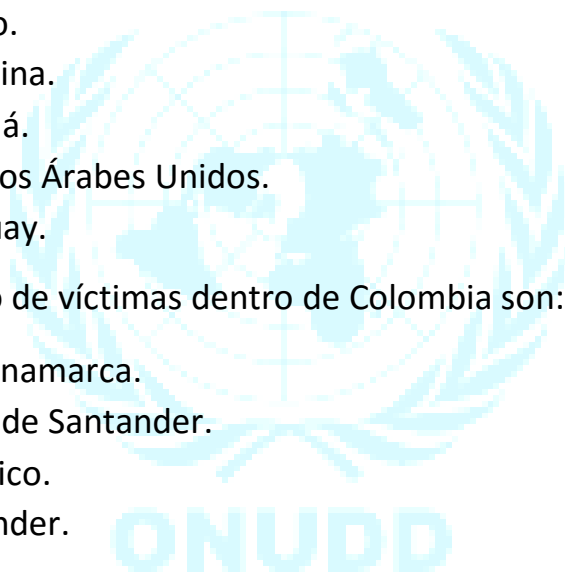 o.
ina.
á.
os Árabes Unidos.
uay.
o de víctimas dentro de Colombia son:
namarca.
de Santander.
ico.
nder.
ONUDD